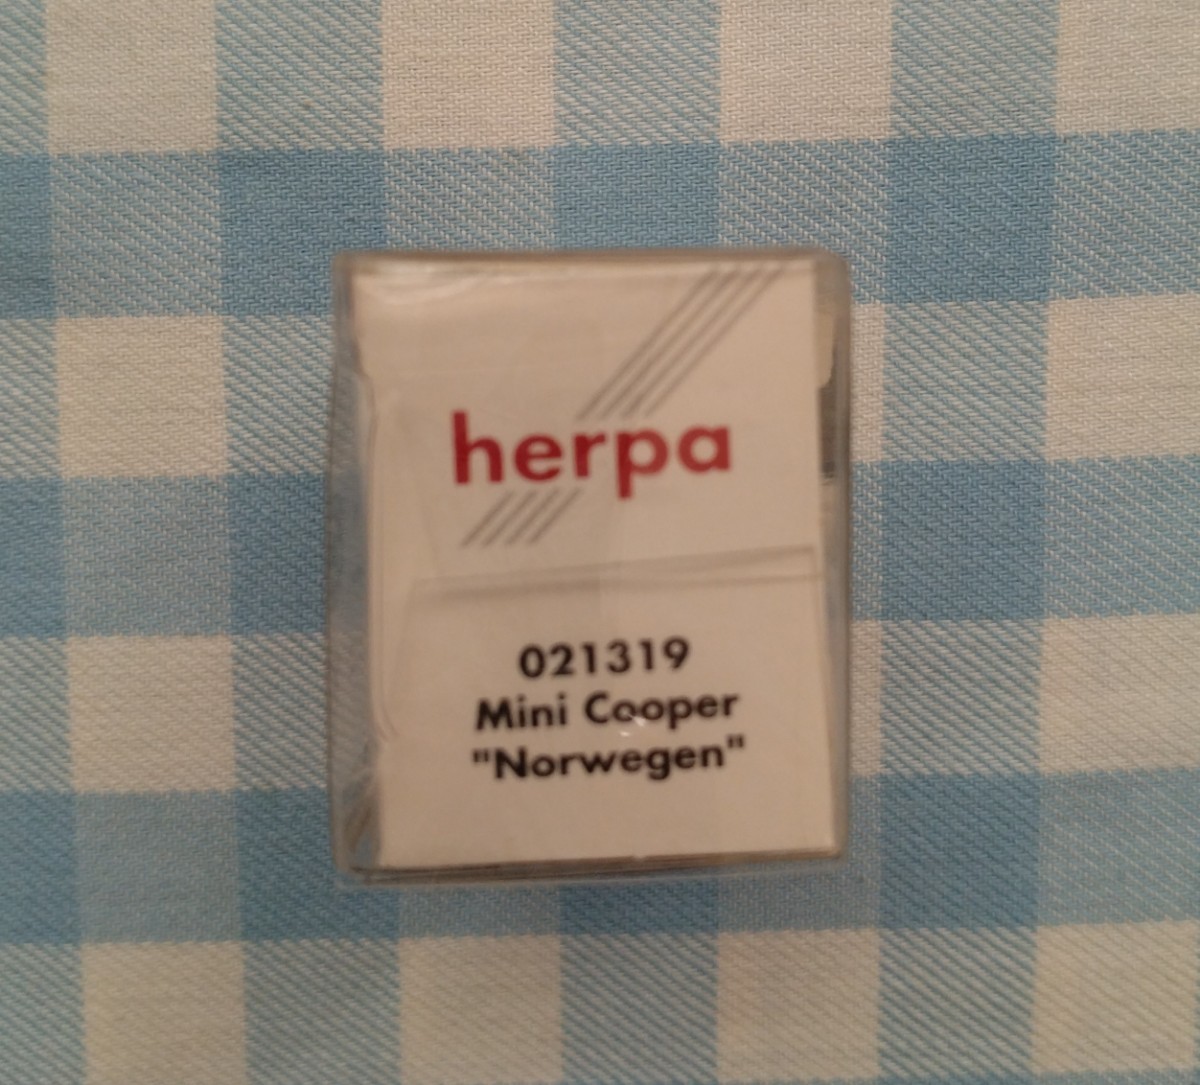 herpa
021319
Mini Cooper
"Norwegen"